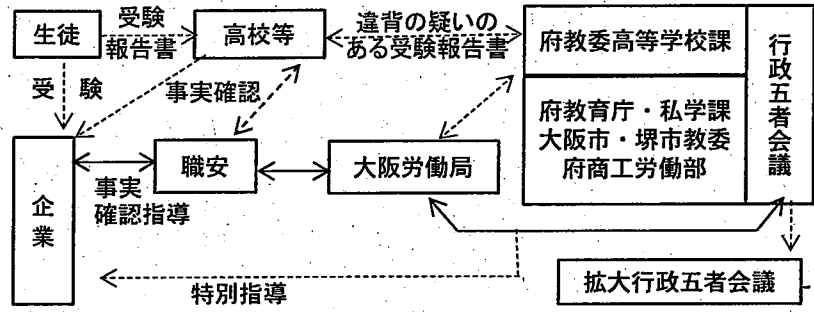 生徒
受験
報告書
高校等
違背の疑いの
ある受験報告書
府教委高等学校課
行政五者会議
受験
事実確認
府教育庁・私学課
大阪市・堺市教委
府商工労働部
職安
大阪労働局
事実
確認指導
企業
特別指導
拡大行政五者会議